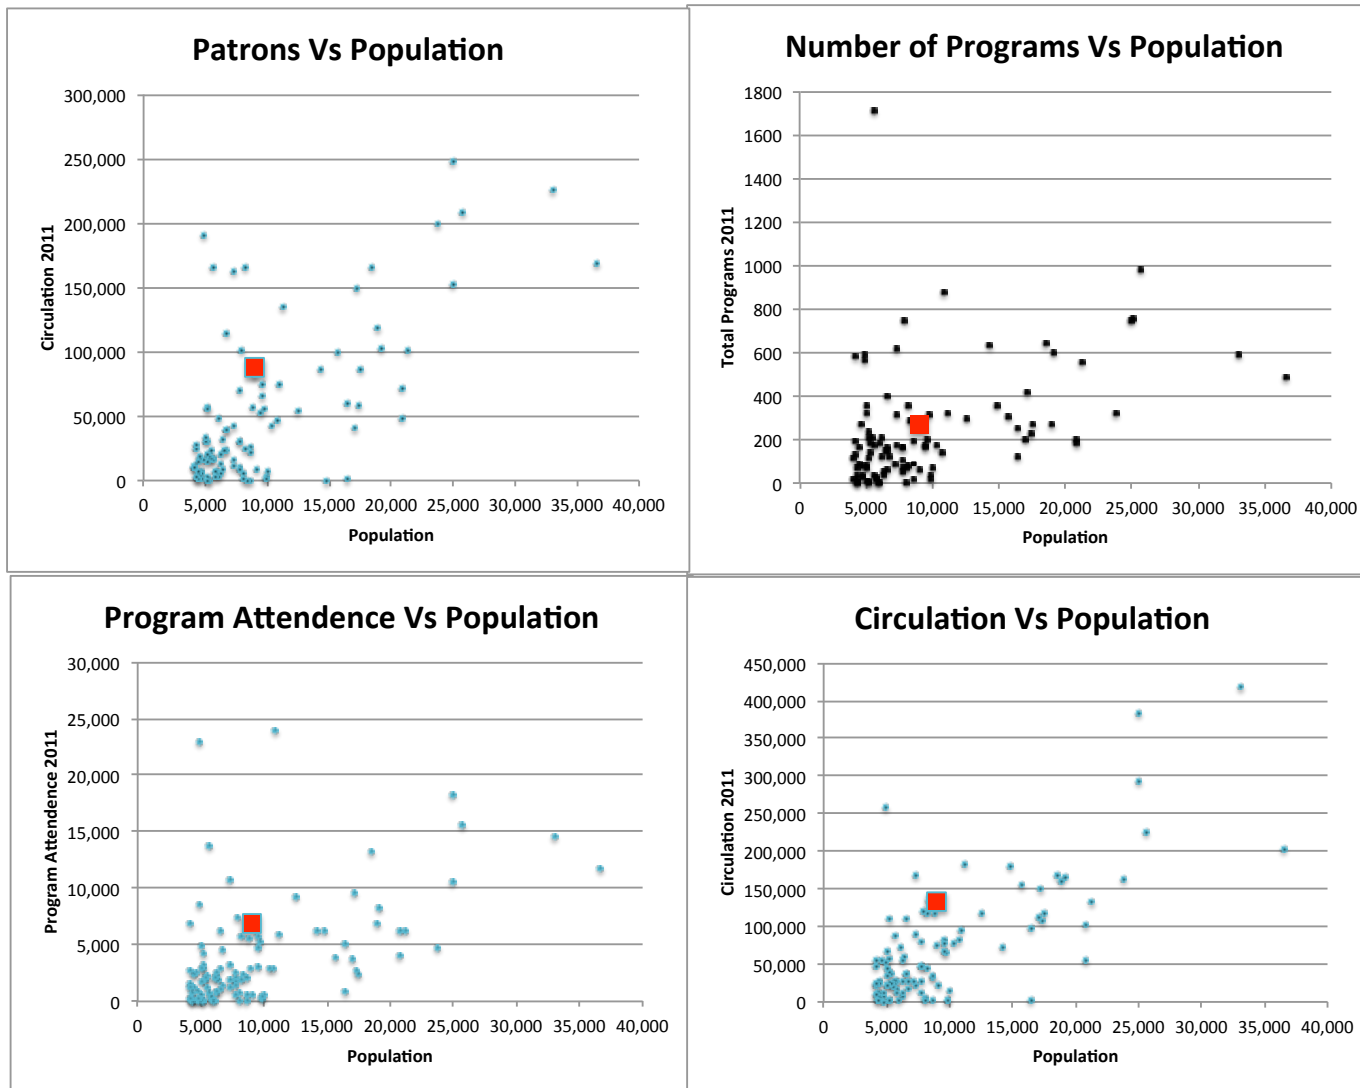 Patrons Vs Population
300,000
250,000
200,000
150,000
100,000
50,000
0
Circulation 2011
0 5,000 10,000 15,000 20,000 25,000 30,000 35,000 40,000
Population
Number of Programs Vs Population
1800
1600
1400
1200
1000
800
600
400
200
0
Total Programs 2011
0 5,000 10,000 15,000 20,000 25,000 30,000 35,000 40,000
Population
Program Attendence Vs Population
30,000
25,000
20,000
15,000
10,000
5,000
0
Program Attendence 2011
0 5,000 10,000 15,000 20,000 25,000 30,000 35,000 40,000
Population
Circulation Vs Population
450,000
400,000
350,000
300,000
250,000
200,000
150,000
100,000
50,000
0
Circulation 2011
0 5,000 10,000 15,000 20,000 25,000 30,000 35,000 40,000
Population